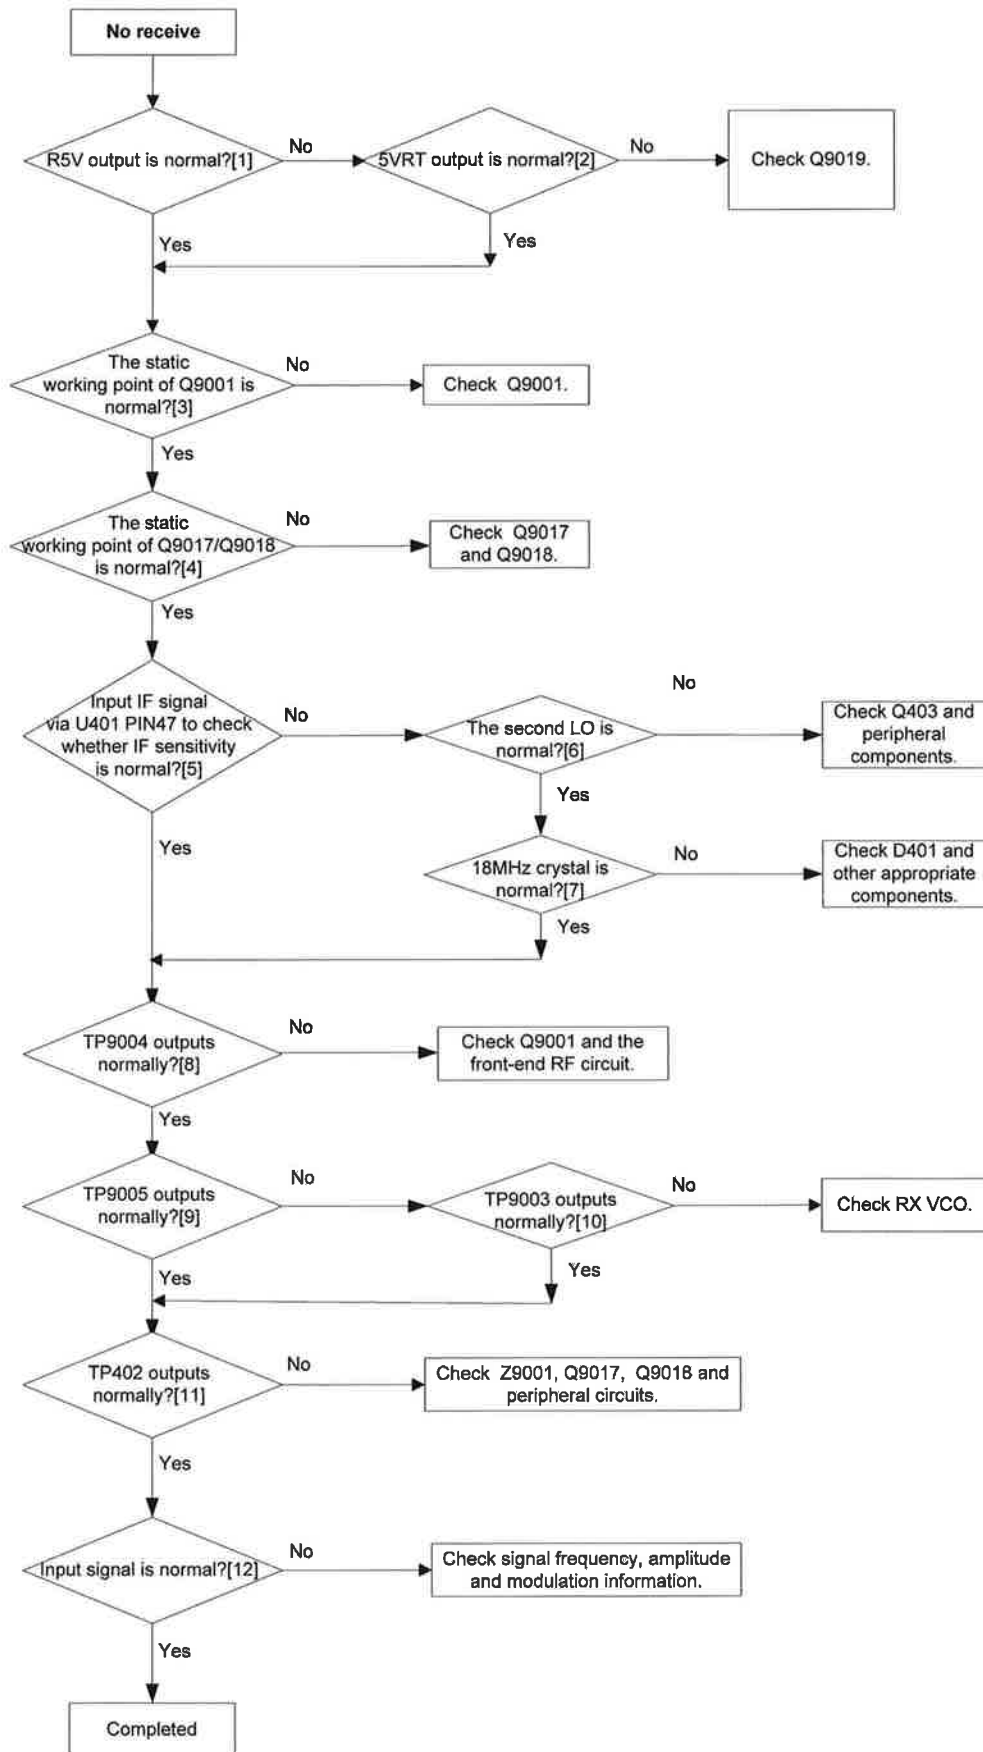 No receive
R5V output is normal?[1]
No
5VRT output is normal?[2]
No
Check Q9019.
Yes
Yes
The static
working point of Q9001 is
normal?[3]
No
Check Q9001.
Yes
The static
working point of Q9017/Q9018
is normal?[4]
No
Check Q9017
and Q9018.
Yes
Input IF signal
via U401 PIN47 to check
whether IF sensitivity
is normal?[5]
No
The second LO is
normal?[6]
No
Check Q403 and
peripheral
components.
Yes
Yes
18MHz crystal is
normal?[7]
No
Check D401 and
other appropriate
components.
Yes
TP9004 outputs
normally?[8]
No
Check Q9001 and the
front-end RF circuit.
Yes
TP9005 outputs
normally?[9]
No
TP9003 outputs
normally?[10]
No
Check RX VCO.
Yes
Yes
TP402 outputs
normally?[11]
No
Check Z9001, Q9017, Q9018 and
peripheral circuits.
Yes
Input signal is normal?[12]
No
Check signal frequency, amplitude
and modulation information.
Yes
Completed